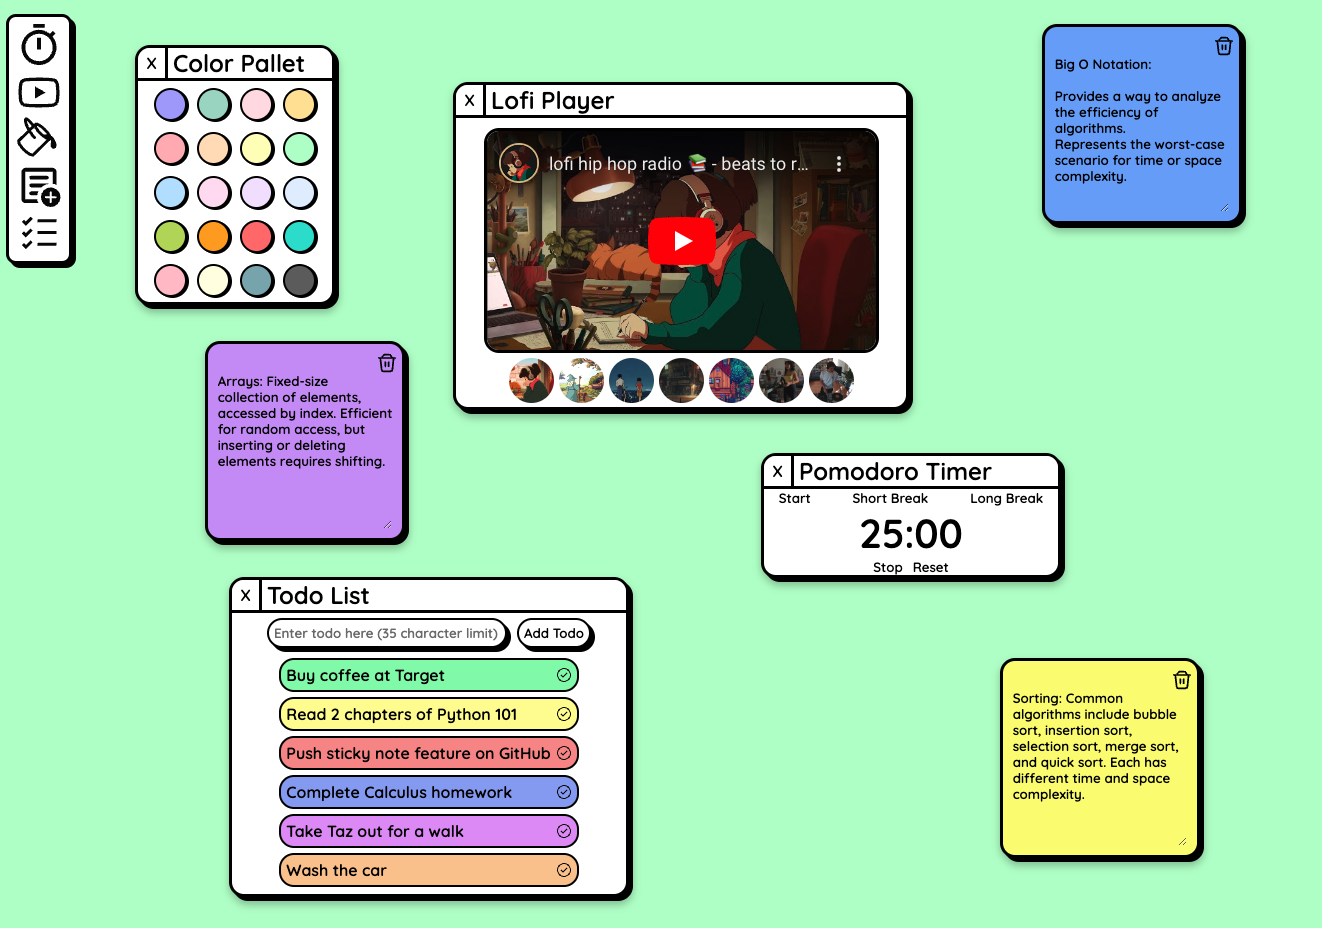 X Color Pallet
X Lofi Player
lofi hip hop radio 📚 - beats to r...
Big O Notation:
Provides a way to analyze
the efficiency of
algorithms.
Represents the worst-case
scenario for time or space
complexity.
Arrays: Fixed-size
collection of elements,
accessed by index. Efficient
for random access, but
inserting or deleting
elements requires shifting.
X Pomodoro Timer
Start Short Break Long Break
25:00
Stop Reset
X Todo List
Enter todo here (35 character limit) Add Todo
Buy coffee at Target
Read 2 chapters of Python 101
Push sticky note feature on GitHub
Complete Calculus homework
Take Taz out for a walk
Wash the car
Sorting: Common
algorithms include bubble
sort, insertion sort,
selection sort, merge sort,
and quick sort. Each has
different time and space
complexity.